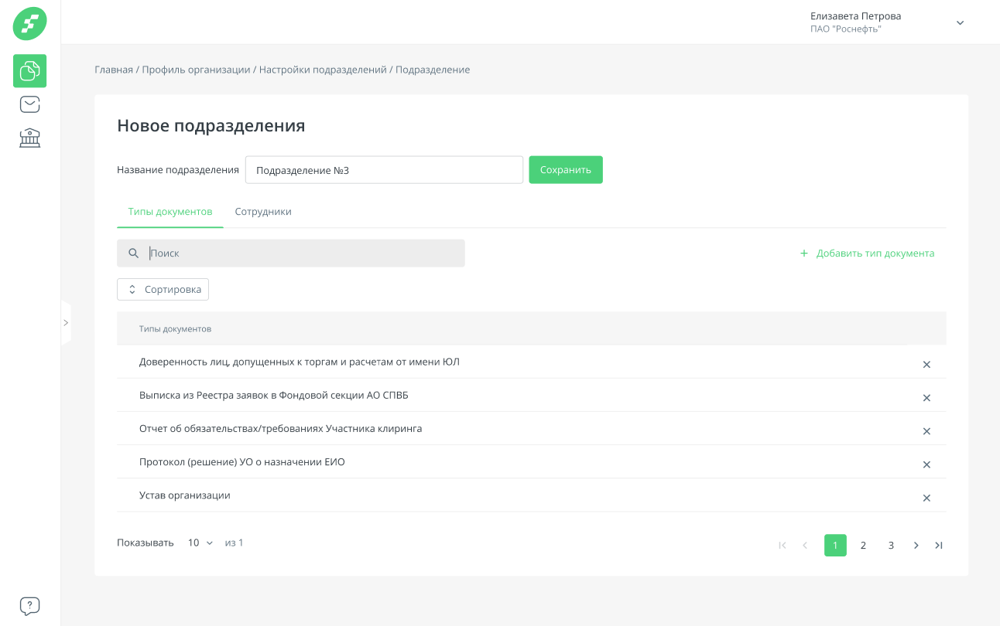 Елизавета Петрова
ПАО "Роснефть"
Главная / Профиль организации / Настройки подразделений / Подразделение
Новое подразделения
Название подразделения Подразделение №3 Сохранить
Типы документов Сотрудники
Поиск + Добавить тип документа
Сортировка
Типы документов
Доверенность лиц, допущенных к торгам и расчетам от имени ЮЛ
Выписка из Реестра заявок в Фондовой секции АО СПВБ
Отчет об обязательствах/требованиях Участника клиринга
Протокол (решение) УО о назначении ЕИО
Устав организации
Показывать 10 из 1 1 2 3
?